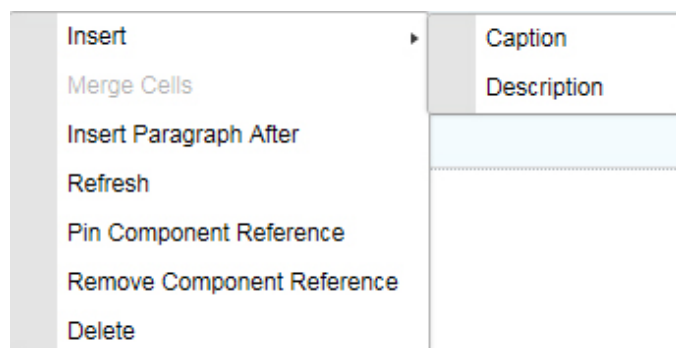 Insert
Merge Cells
Insert Paragraph After
Refresh
Pin Component Reference
Remove Component Reference
Delete
Caption
Description